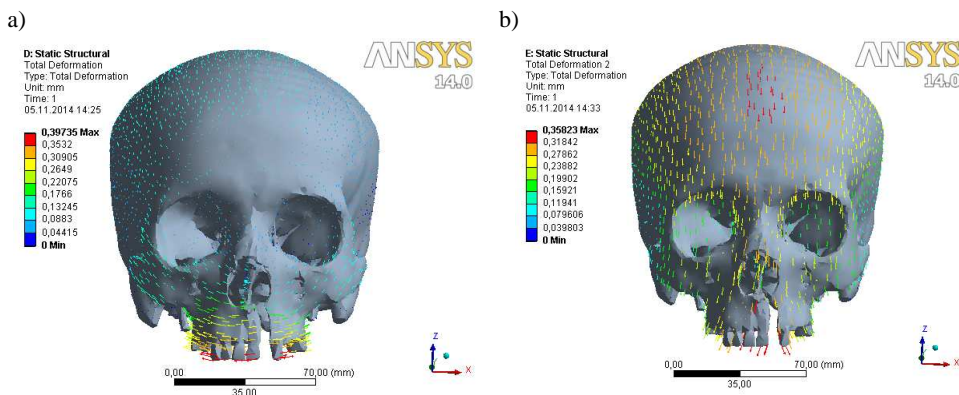 a)
D: Static Structural
Total Deformation
Type: Total Deformation
Unit: mm
Time: 1
05.11.2014 14:25
0,39735 Max
0,3532
0,30905
0,2649
0,22075
0,1766
0,13245
0,0883
0,04415
0 Min
ANSYS
14.0
0,00
70,00 (mm)
35,00
Z
X
b)
E: Static Structural
Total Deformation 2
Type: Total Deformation
Unit: mm
Time: 1
05.11.2014 14:33
0,35823 Max
0,31842
0,27862
0,23882
0,19902
0,15921
0,11941
0,079606
0,039803
0 Min
ANSYS
14.0
0,00
70,00 (mm)
35,00
Z
X